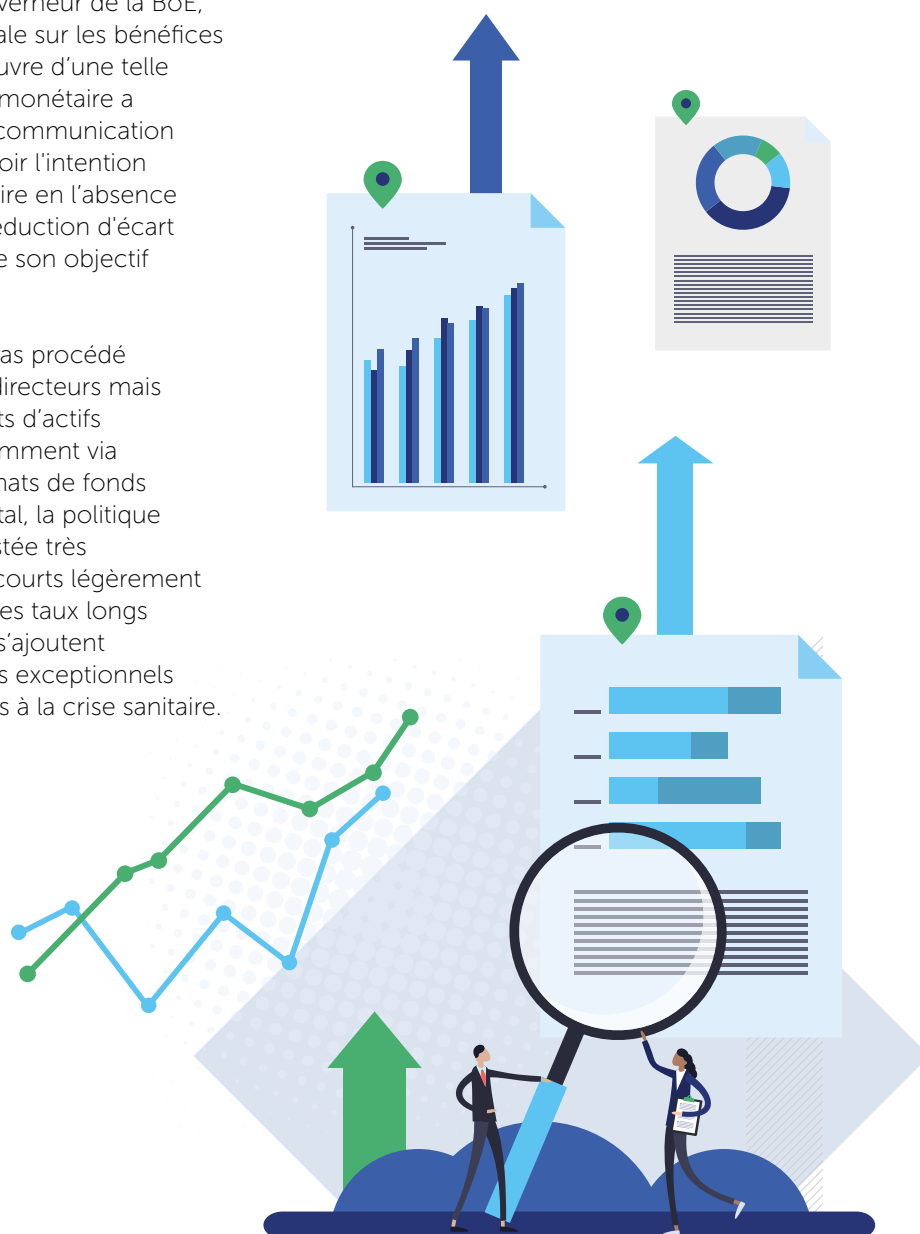 verneur de la BoE,
ale sur les bénéfices
uvre d’une telle
monétaire a
communication
oir l'intention
ire en l’absence
éduction d'écart
e son objectif
as procédé
directeurs mais
ts d’actifs
mment via
hats de fonds
tal, la politique
stée très
courts légèrement
es taux longs
s’ajoutent
s exceptionnels
s à la crise sanitaire.